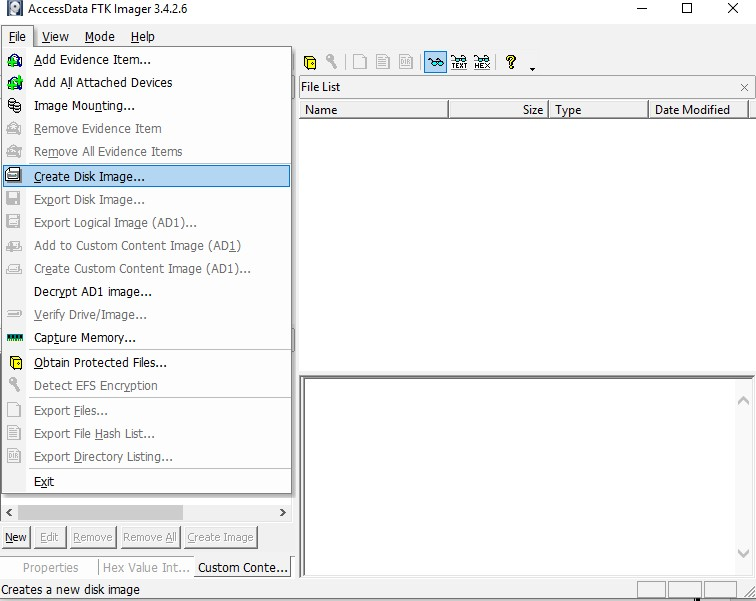 AccessData FTK Imager 3.4.2.6
File View Mode Help
Add Evidence Item...
Add All Attached Devices
Image Mounting...
Remove Evidence Item
Remove All Evidence Items
Create Disk Image...
Export Disk Image...
Export Logical Image (AD1)...
Add to Custom Content Image (AD1)
Create Custom Content Image (AD1)...
Decrypt AD1 image...
Verify Drive/Image...
Capture Memory...
Obtain Protected Files...
Detect EFS Encryption
Export Files...
Export File Hash List...
Export Directory Listing...
Exit
New Edit Remove Remove All Create Image
Properties Hex Value Int... Custom Conte...
TEXT HEX ?
File List
Name Size Type Date Modified
Creates a new disk image